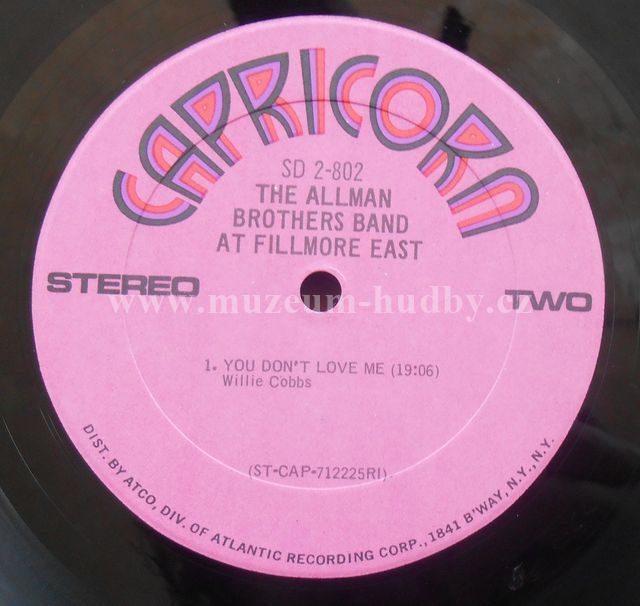 CAPRICORN
SD 2-802
THE ALLMAN
BROTHERS BAND
AT FILLMORE EAST
STEREO
TWO
www.muzeum-hudby.cz
1. YOU DON'T LOVE ME (19:06)
Willie Cobbs
(ST-CAP-712225RI)
DIST. BY ATCO, DIV. OF ATLANTIC RECORDING CORP., 1841 B'WAY, N.Y., N.Y.